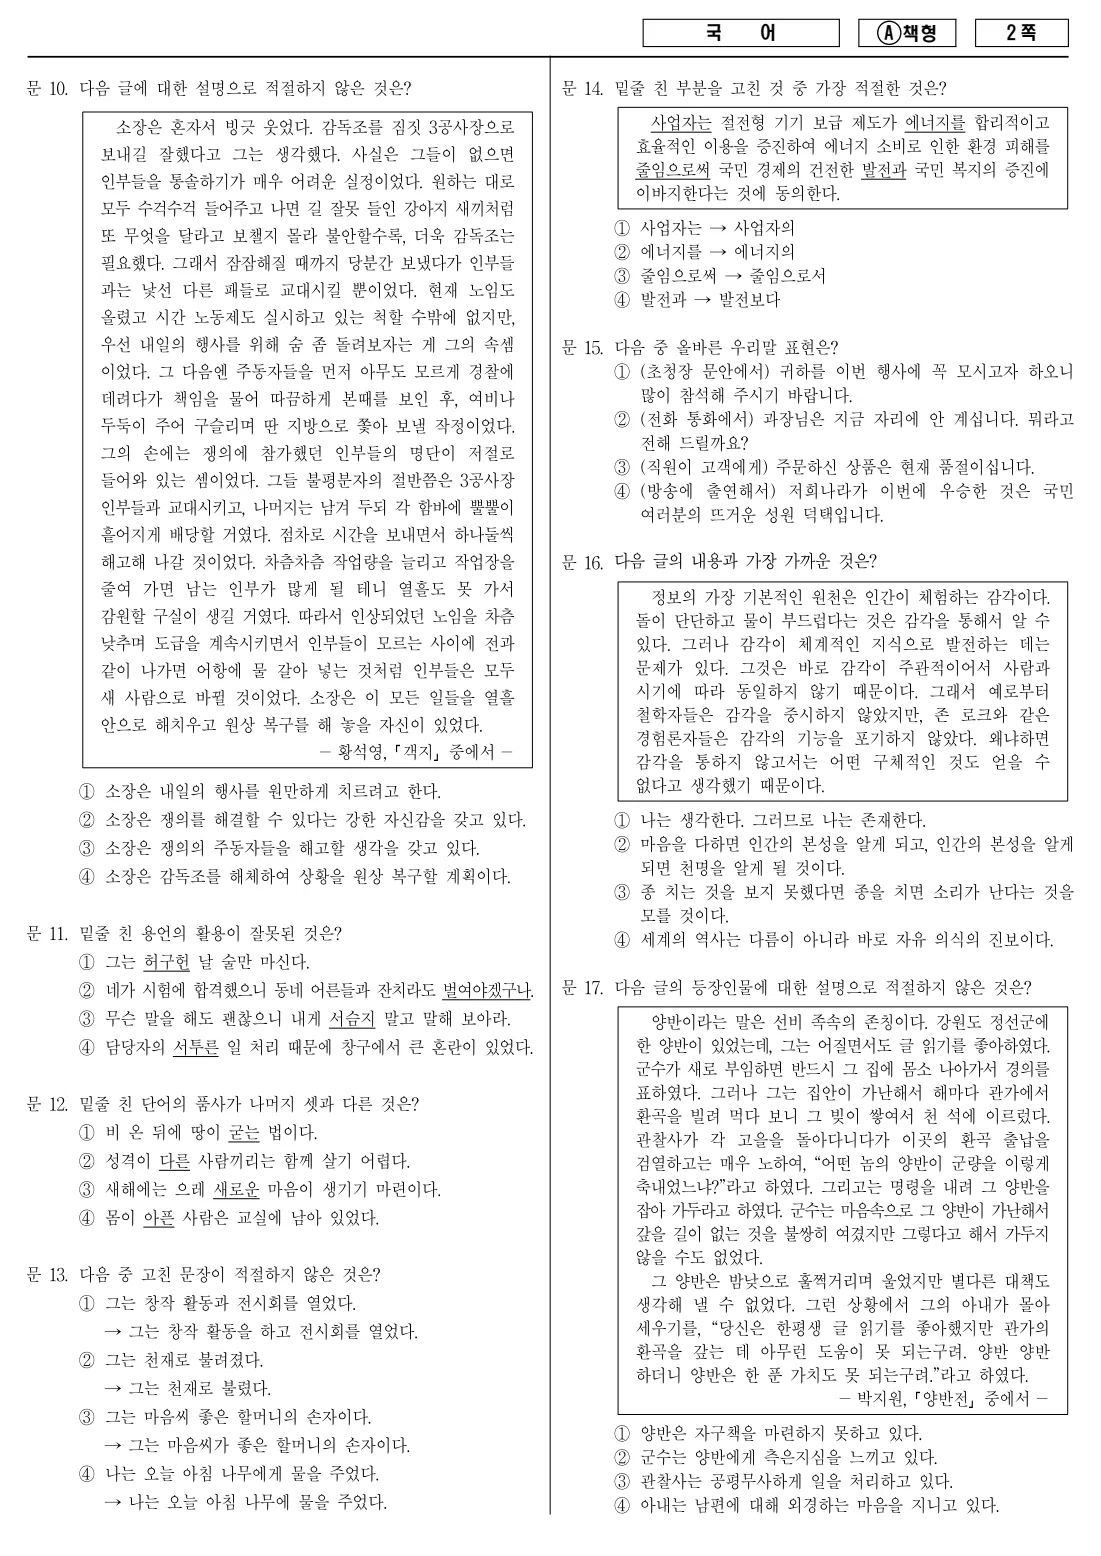 국 어
Ⓐ책형
2쪽
문 10. 다음 글에 대한 설명으로 적절하지 않은 것은?
소장은 혼자서 빙긋 웃었다. 감독조를 짐짓 3공사장으로
보내길 잘했다고 그는 생각했다. 사실은 그들이 없으면
인부들을 통솔하기가 매우 어려운 실정이었다. 원하는 대로
모두 수걱수걱 들어주고 나면 길 잘못 들인 강아지 새끼처럼
또 무엇을 달라고 보챌지 몰라 불안할수록, 더욱 감독조는
필요했다. 그래서 잠잠해질 때까지 당분간 보냈다가 인부들
과는 낯선 다른 패들로 교대시킬 뿐이었다. 현재 노임도
올렸고 시간 노동제도 실시하고 있는 척할 수밖에 없지만,
우선 내일의 행사를 위해 숨 좀 돌려보자는 게 그의 속셈
이었다. 그 다음엔 주동자들을 먼저 아무도 모르게 경찰에
데려다가 책임을 물어 따끔하게 본때를 보인 후, 여비나
두둑이 주어 구슬리며 딴 지방으로 쫓아 보낼 작정이었다.
그의 손에는 쟁의에 참가했던 인부들의 명단이 저절로
들어와 있는 셈이었다. 그들 불평분자의 절반쯤은 3공사장
인부들과 교대시키고, 나머지는 남겨 두되 각 함바에 뿔뿔이
흩어지게 배당할 거였다. 점차로 시간을 보내면서 하나둘씩
해고해 나갈 것이었다. 차츰차츰 작업량을 늘리고 작업장을
줄여 가면 남는 인부가 많게 될 테니 열흘도 못 가서
감원할 구실이 생길 거였다. 따라서 인상되었던 노임을 차츰
낮추며 도급을 계속시키면서 인부들이 모르는 사이에 전과
같이 나가면 어항에 물 갈아 넣는 것처럼 인부들은 모두
새 사람으로 바뀔 것이었다. 소장은 이 모든 일들을 열흘
안으로 해치우고 원상 복구를 해 놓을 자신이 있었다.
－ 황석영, ｢객지｣ 중에서 －
① 소장은 내일의 행사를 원만하게 치르려고 한다.
② 소장은 쟁의를 해결할 수 있다는 강한 자신감을 갖고 있다.
③ 소장은 쟁의의 주동자들을 해고할 생각을 갖고 있다.
④ 소장은 감독조를 해체하여 상황을 원상 복구할 계획이다.
문 11. 밑줄 친 용언의 활용이 잘못된 것은?
① 그는 허구헌 날 술만 마신다.
② 네가 시험에 합격했으니 동네 어른들과 잔치라도 벌여야겠구나.
③ 무슨 말을 해도 괜찮으니 내게 서슴지 말고 말해 보아라.
④ 담당자의 서투른 일 처리 때문에 창구에서 큰 혼란이 있었다.
문 12. 밑줄 친 단어의 품사가 나머지 셋과 다른 것은?
① 비 온 뒤에 땅이 굳는 법이다.
② 성격이 다른 사람끼리는 함께 살기 어렵다.
③ 새해에는 으레 새로운 마음이 생기기 마련이다.
④ 몸이 아픈 사람은 교실에 남아 있었다.
문 13. 다음 중 고친 문장이 적절하지 않은 것은?
① 그는 창작 활동과 전시회를 열었다.
→ 그는 창작 활동을 하고 전시회를 열었다.
② 그는 천재로 불려졌다.
→ 그는 천재로 불렸다.
③ 그는 마음씨 좋은 할머니의 손자이다.
→ 그는 마음씨가 좋은 할머니의 손자이다.
④ 나는 오늘 아침 나무에게 물을 주었다.
→ 나는 오늘 아침 나무에 물을 주었다.
문 14. 밑줄 친 부분을 고친 것 중 가장 적절한 것은?
사업자는 절전형 기기 보급 제도가 에너지를 합리적이고
효율적인 이용을 증진하여 에너지 소비로 인한 환경 피해를
줄임으로써 국민 경제의 건전한 발전과 국민 복지의 증진에
이바지한다는 것에 동의한다.
① 사업자는 → 사업자의
② 에너지를 → 에너지의
③ 줄임으로써 → 줄임으로서
④ 발전과 → 발전보다
문 15. 다음 중 올바른 우리말 표현은?
① (초청장 문안에서) 귀하를 이번 행사에 꼭 모시고자 하오니
많이 참석해 주시기 바랍니다.
② (전화 통화에서) 과장님은 지금 자리에 안 계십니다. 뭐라고
전해 드릴까요?
③ (직원이 고객에게) 주문하신 상품은 현재 품절이십니다.
④ (방송에 출연해서) 저희나라가 이번에 우승한 것은 국민
여러분의 뜨거운 성원 덕택입니다.
문 16. 다음 글의 내용과 가장 가까운 것은?
정보의 가장 기본적인 원천은 인간이 체험하는 감각이다.
돌이 단단하고 물이 부드럽다는 것은 감각을 통해서 알 수
있다. 그러나 감각이 체계적인 지식으로 발전하는 데는
문제가 있다. 그것은 바로 감각이 주관적이어서 사람과
시기에 따라 동일하지 않기 때문이다. 그래서 예로부터
철학자들은 감각을 중시하지 않았지만, 존 로크와 같은
경험론자들은 감각의 기능을 포기하지 않았다. 왜냐하면
감각을 통하지 않고서는 어떤 구체적인 것도 얻을 수
없다고 생각했기 때문이다.
① 나는 생각한다. 그러므로 나는 존재한다.
② 마음을 다하면 인간의 본성을 알게 되고, 인간의 본성을 알게
되면 천명을 알게 될 것이다.
③ 종 치는 것을 보지 못했다면 종을 치면 소리가 난다는 것을
모를 것이다.
④ 세계의 역사는 다름이 아니라 바로 자유 의식의 진보이다.
문 17. 다음 글의 등장인물에 대한 설명으로 적절하지 않은 것은?
양반이라는 말은 선비 족속의 존칭이다. 강원도 정선군에
한 양반이 있었는데, 그는 어질면서도 글 읽기를 좋아하였다.
군수가 새로 부임하면 반드시 그 집에 몸소 나아가서 경의를
표하였다. 그러나 그는 집안이 가난해서 해마다 관가에서
환곡을 빌려 먹다 보니 그 빚이 쌓여서 천 석에 이르렀다.
관찰사가 각 고을을 돌아다니다가 이곳의 환곡 출납을
검열하고는 매우 노하여, “어떤 놈의 양반이 군량을 이렇게
축내었느냐?”라고 하였다. 그리고는 명령을 내려 그 양반을
잡아 가두라고 하였다. 군수는 마음속으로 그 양반이 가난해서
갚을 길이 없는 것을 불쌍히 여겼지만 그렇다고 해서 가두지
않을 수도 없었다.
그 양반은 밤낮으로 훌쩍거리며 울었지만 별다른 대책도
생각해 낼 수 없었다. 그런 상황에서 그의 아내가 몰아
세우기를, “당신은 한평생 글 읽기를 좋아했지만 관가의
환곡을 갚는 데 아무런 도움이 못 되는구려. 양반 양반
하더니 양반은 한 푼 가치도 못 되는구려.”라고 하였다.
－ 박지원, ｢양반전｣ 중에서 －
① 양반은 자구책을 마련하지 못하고 있다.
② 군수는 양반에게 측은지심을 느끼고 있다.
③ 관찰사는 공평무사하게 일을 처리하고 있다.
④ 아내는 남편에 대해 외경하는 마음을 지니고 있다.